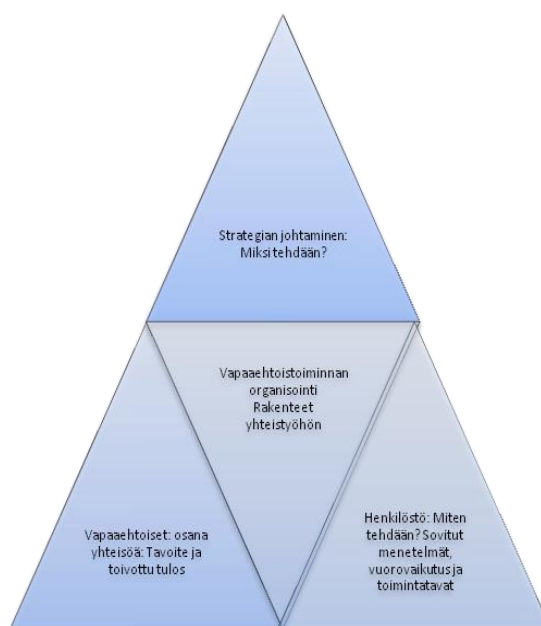 Strategian johtaminen:
Miksi tehdään?
Vapaaehtoistoiminnan
organisointi
Rakenteet
yhteistyöhön
Vapaaehtoiset: osana
yhteisöä: Tavoite ja
toivottu tulos
Henkilöstö: Miten
tehdään? Sovitut
menetelmät,
vuorovaikutus ja
toimintatavat